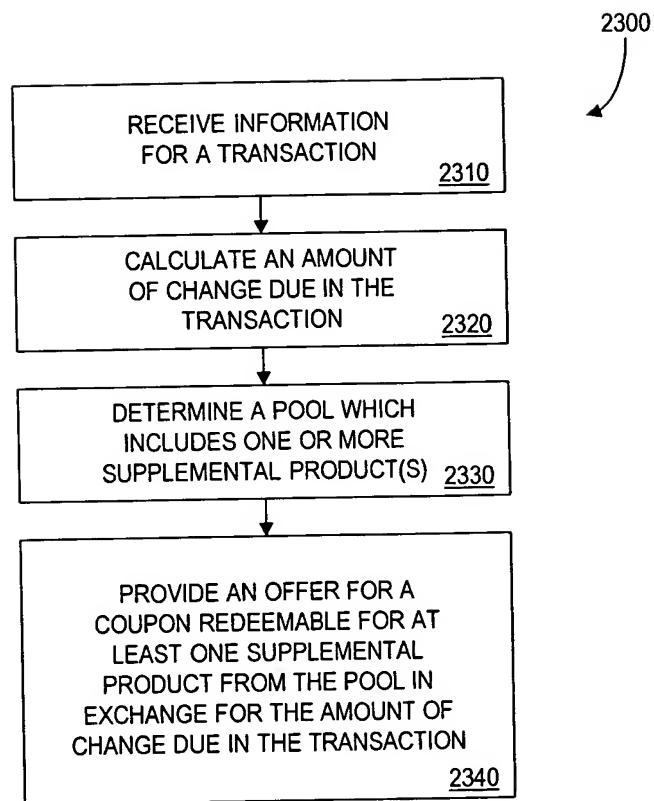 2300
RECEIVE INFORMATION
FOR A TRANSACTION
2310
CALCULATE AN AMOUNT
OF CHANGE DUE IN THE
TRANSACTION
2320
DETERMINE A POOL WHICH
INCLUDES ONE OR MORE
SUPPLEMENTAL PRODUCT(S)
2330
PROVIDE AN OFFER FOR A
COUPON REDEEMABLE FOR AT
LEAST ONE SUPPLEMENTAL
PRODUCT FROM THE POOL IN
EXCHANGE FOR THE AMOUNT OF
CHANGE DUE IN THE TRANSACTION
2340